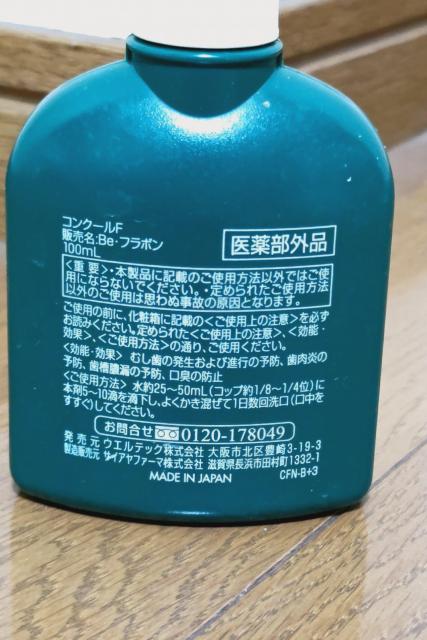 コンクールF
販売名:Be・フラボン
100mL
医薬部外品
<重要>・本製品に記載のご使用方法以外ではご使
用にならないでください。・定められたご使用方法
以外のご使用は思わぬ事故の原因となります。
ご使用の前に、化粧箱に記載の<ご使用上の注意>を必ず
お読みください。定められた<ご使用上の注意>、<効能・
効果>、<ご使用方法>の通り、ご使用ください。
<効能・効果> むし歯の発生および進行の予防、歯肉炎の
予防、歯槽膿漏の予防、口臭の防止
<ご使用方法> 水約25~50mL(コップ約1/8~1/4位)に
本剤5~10滴を滴下し、よくかき混ぜて1日数回洗口(口中を
すすぐ)してください。
お問合せ 0120-178049
発売元 ウエルテック株式会社 大阪市北区豊崎3-19-3
製造販売元 サイアヤファーマ株式会社 滋賀県長浜市田村町1332-1
MADE IN JAPAN
CFN-B+3